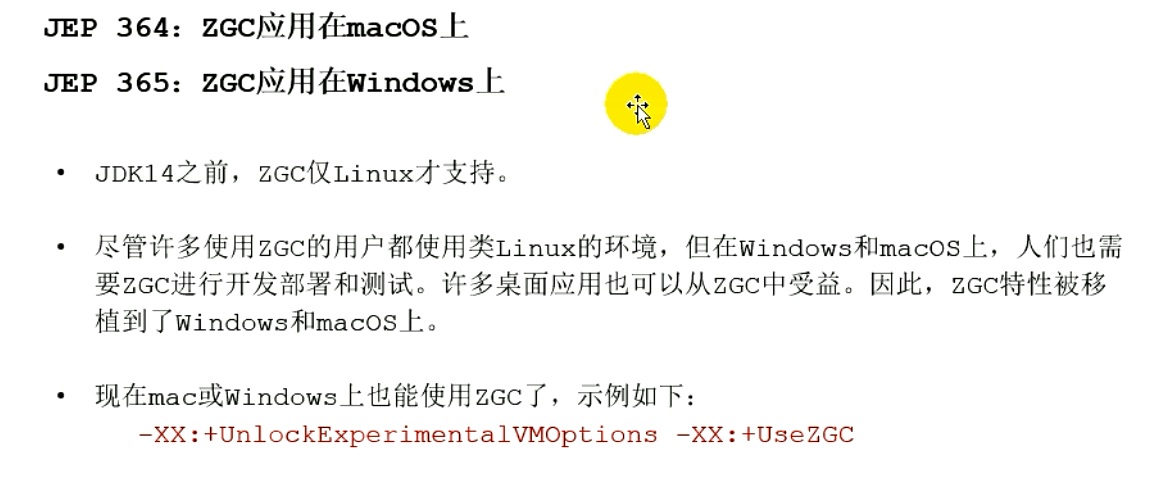 JEP 364：ZGC应用在macOS上
JEP 365：ZGC应用在Windows上
• JDK14之前，ZGC仅Linux才支持。
• 尽管许多使用ZGC的用户都使用类Linux的环境，但在Windows和macOS上，人们也需
要ZGC进行开发部署和测试。许多桌面应用也可以从ZGC中受益。因此，ZGC特性被移
植到了Windows和macOS上。
• 现在mac或Windows上也能使用ZGC了，示例如下：
-XX:+UnlockExperimentalVMOptions -XX:+UseZGC